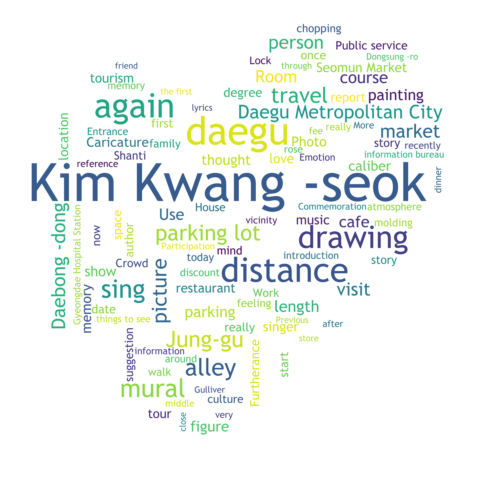 chopping
friend
person
once
Public service
Dongsung -ro
through
Lock
Seomun Market
tourism
memory
the first
Room
course
degree
travel
report
painting
again
lyrics
Daegu Metropolitan City
location
Entrance
first
daegu
fee
really
More
market
Caricature
family
Photo
story
recently
rose
information bureau
reference
Shanti
thought
love
Emotion
caliber
dinner
Kim Kwang -seok
Commemoration
atmosphere
Daebong -dong
Gyeongdae Hospital Station
now
space
author
Use
House
vicinity
music
cafe
molding
parking lot
drawing
Crowd
Participation
today
mind
introduction
story
show
picture
discount
distance
memory
sing
restaurant
feeling
Work
visit
date
parking
length
things to see
really
singer
Previous
after
Jung-gu
store
suggestion
information
around
walk
alley
Furtherance
start
mural
Gulliver
culture
tour
middle
very
close
figure